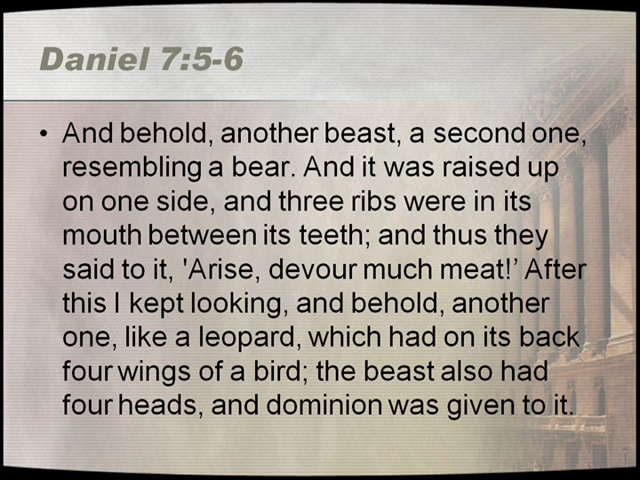 Daniel 7:5-6
• And behold, another beast, a second one,
resembling a bear. And it was raised up
on one side, and three ribs were in its
mouth between its teeth; and thus they
said to it, 'Arise, devour much meat!’ After
this I kept looking, and behold, another
one, like a leopard, which had on its back
four wings of a bird; the beast also had
four heads, and dominion was given to it.